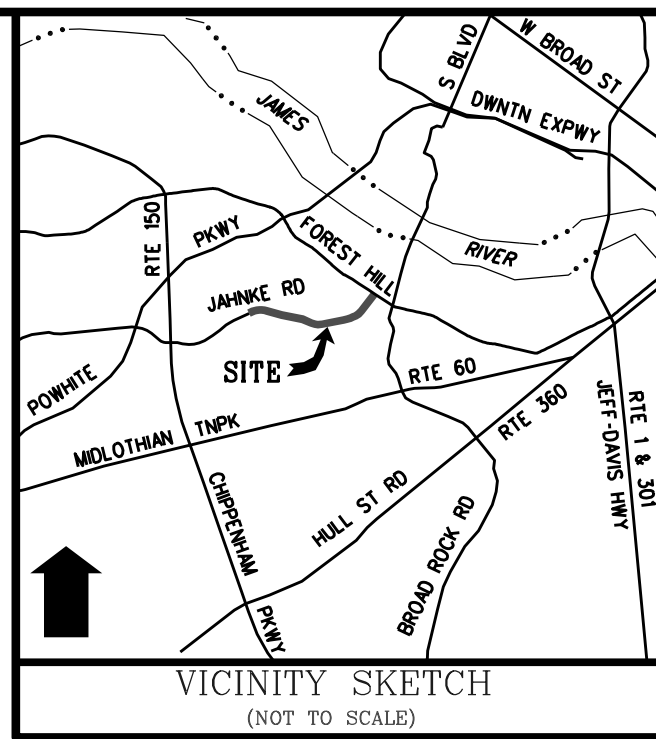 S BLVD
W BROAD ST
DWNTN EXPWY
JAMES
RIVER
RTE 150
PKWY
FOREST HILL
JAHNKE RD
SITE
POWHITE
RTE 60
RTE 360
MIDLOTHIAN TNPK
CHIPPENHAM
PKWY
HULL ST RD
BROAD ROCK RD
RTE 1 & 301
JEFF-DAVIS HWY
VICINITY SKETCH
(NOT TO SCALE)